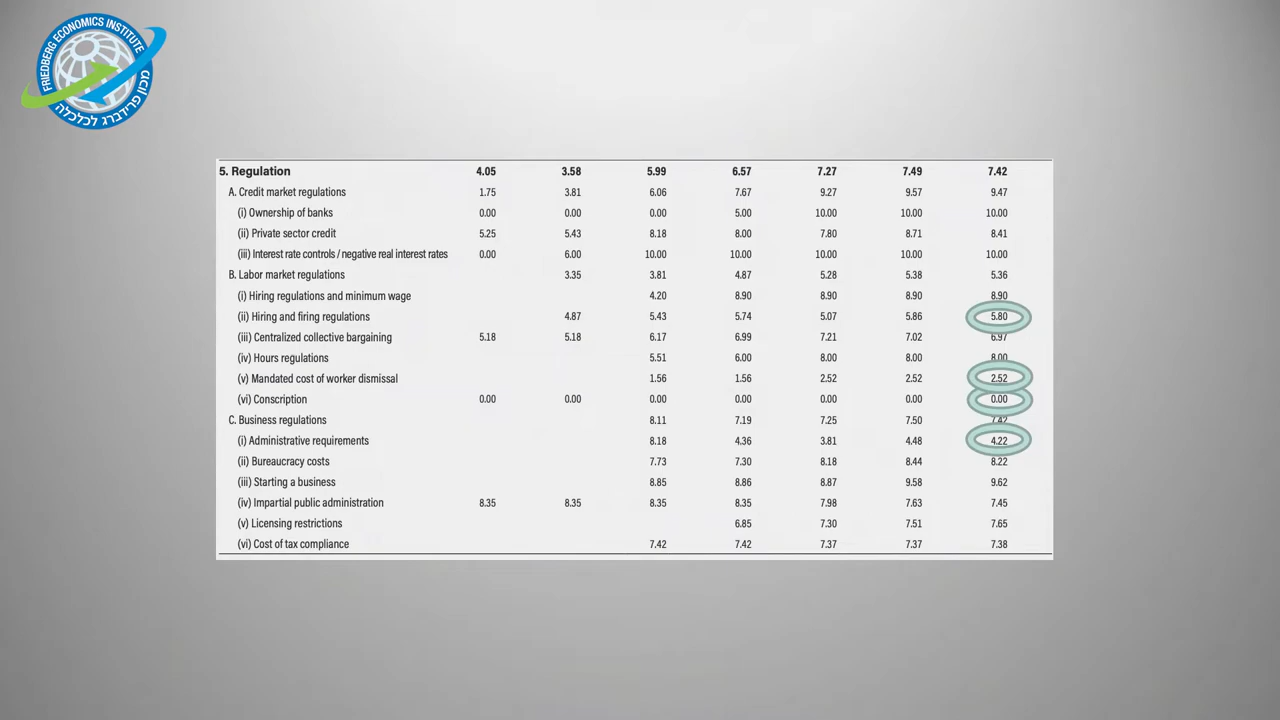 FRIEDBERG ECONOMICS INSTITUTE
מכון פרידברג לכלכלה
5. Regulation 4.05 3.58 5.99 6.57 7.27 7.49 7.42
A. Credit market regulations 1.75 3.81 6.06 7.67 9.27 9.57 9.47
(i) Ownership of banks 0.00 0.00 0.00 5.00 10.00 10.00 10.00
(ii) Private sector credit 5.25 5.43 8.18 8.00 7.80 8.71 8.41
(iii) Interest rate controls / negative real interest rates 0.00 6.00 10.00 10.00 10.00 10.00 10.00
B. Labor market regulations 3.35 3.81 4.87 5.28 5.38 5.36
(i) Hiring regulations and minimum wage 4.20 8.90 8.90 8.90 8.90
(ii) Hiring and firing regulations 4.87 5.43 5.74 5.07 5.86 5.80
(iii) Centralized collective bargaining 5.18 5.18 6.17 6.99 7.21 7.02 6.97
(iv) Hours regulations 5.51 6.00 8.00 8.00 8.00
(v) Mandated cost of worker dismissal 1.56 1.56 2.52 2.52 2.52
(vi) Conscription 0.00 0.00 0.00 0.00 0.00 0.00 0.00
C. Business regulations 8.11 7.19 7.25 7.50 7.42
(i) Administrative requirements 8.18 4.36 3.81 4.48 4.22
(ii) Bureaucracy costs 7.73 7.30 8.18 8.44 8.22
(iii) Starting a business 8.85 8.86 8.87 9.58 9.62
(iv) Impartial public administration 8.35 8.35 8.35 8.35 7.98 7.63 7.45
(v) Licensing restrictions 6.85 7.30 7.51 7.65
(vi) Cost of tax compliance 7.42 7.42 7.37 7.37 7.38